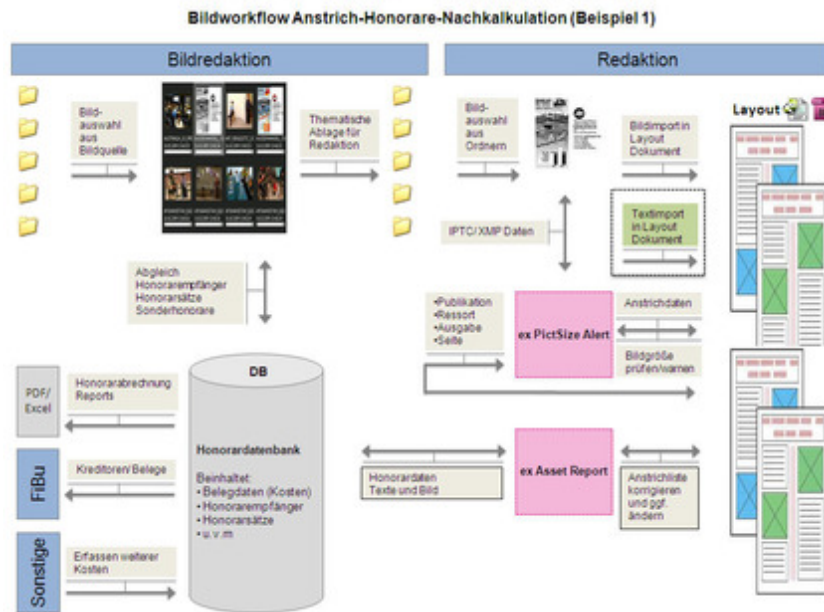 Bildworkflow Anstrich-Honorare-Nachkalkulation (Beispiel 1)
Bildredaktion
Redaktion
Bild-
auswahl
aus
Bildquelle
Thematische
Ablage für
Redaktion
Bild-
auswahl
aus
Ordnern
Bildimport in
Layout
Dokument
Layout
IPTC/ XMP Daten
Textimport
in Layout
Dokument
Abgleich
Honorarempfänger
Honorarsätze
Sonderhonorare
•Publikation
•Ressort
•Ausgabe
•Seite
ex PictSize Alert
Anstrichdaten
Bildgröße
prüfen/warnen
DB
PDF/
Excel
Honorarabrechnung
Reports
Honorardatenbank
Beinhaltet:
• Belegdaten (Kosten)
• Honorarempfänger
• Honorarsätze
• u.v.m
FiBu
Kreditoren/ Belege
Honorardaten
Texte und Bild
ex Asset Report
Anstrichliste
korrigieren
und ggf.
ändern
Sonstige
Erfassen weiterer
Kosten